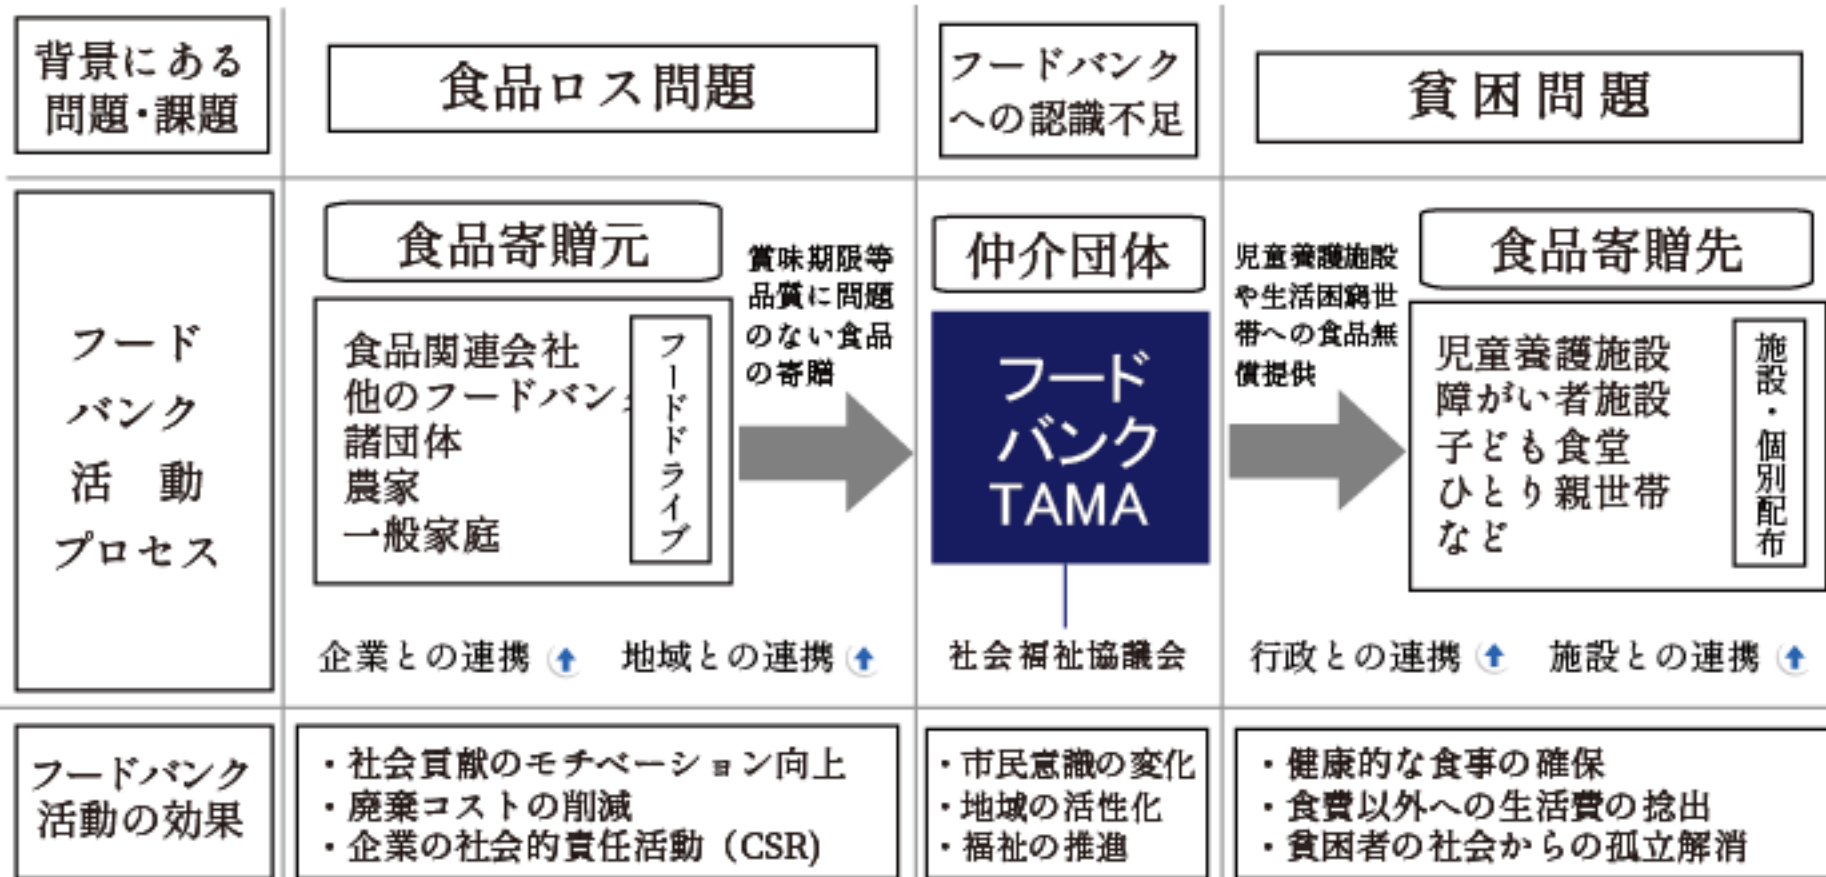 背景にある
問題・課題
食品ロス問題
フードバンク
への認識不足
貧困問題
フード
バンク
活 動
プロセス
食品寄贈元
食品関連会社
他のフードバン
諸団体
農家
一般家庭
フードドライブ
賞味期限等
品質に問題
のない食品
の寄贈
仲介団体
フード
バンク
TAMA
社会福祉協議会
児童養護施設
や生活困窮世
帯への食品無
償提供
食品寄贈先
児童養護施設
障がい者施設
子ども食堂
ひとり親世帯
など
施設・個別配布
企業との連携
地域との連携
行政との連携
施設との連携
フードバンク
活動の効果
・社会貢献のモチベーション向上
・廃棄コストの削減
・企業の社会的責任活動（CSR）
・市民意識の変化
・地域の活性化
・福祉の推進
・健康的な食事の確保
・食費以外への生活費の捻出
・貧困者の社会からの孤立解消